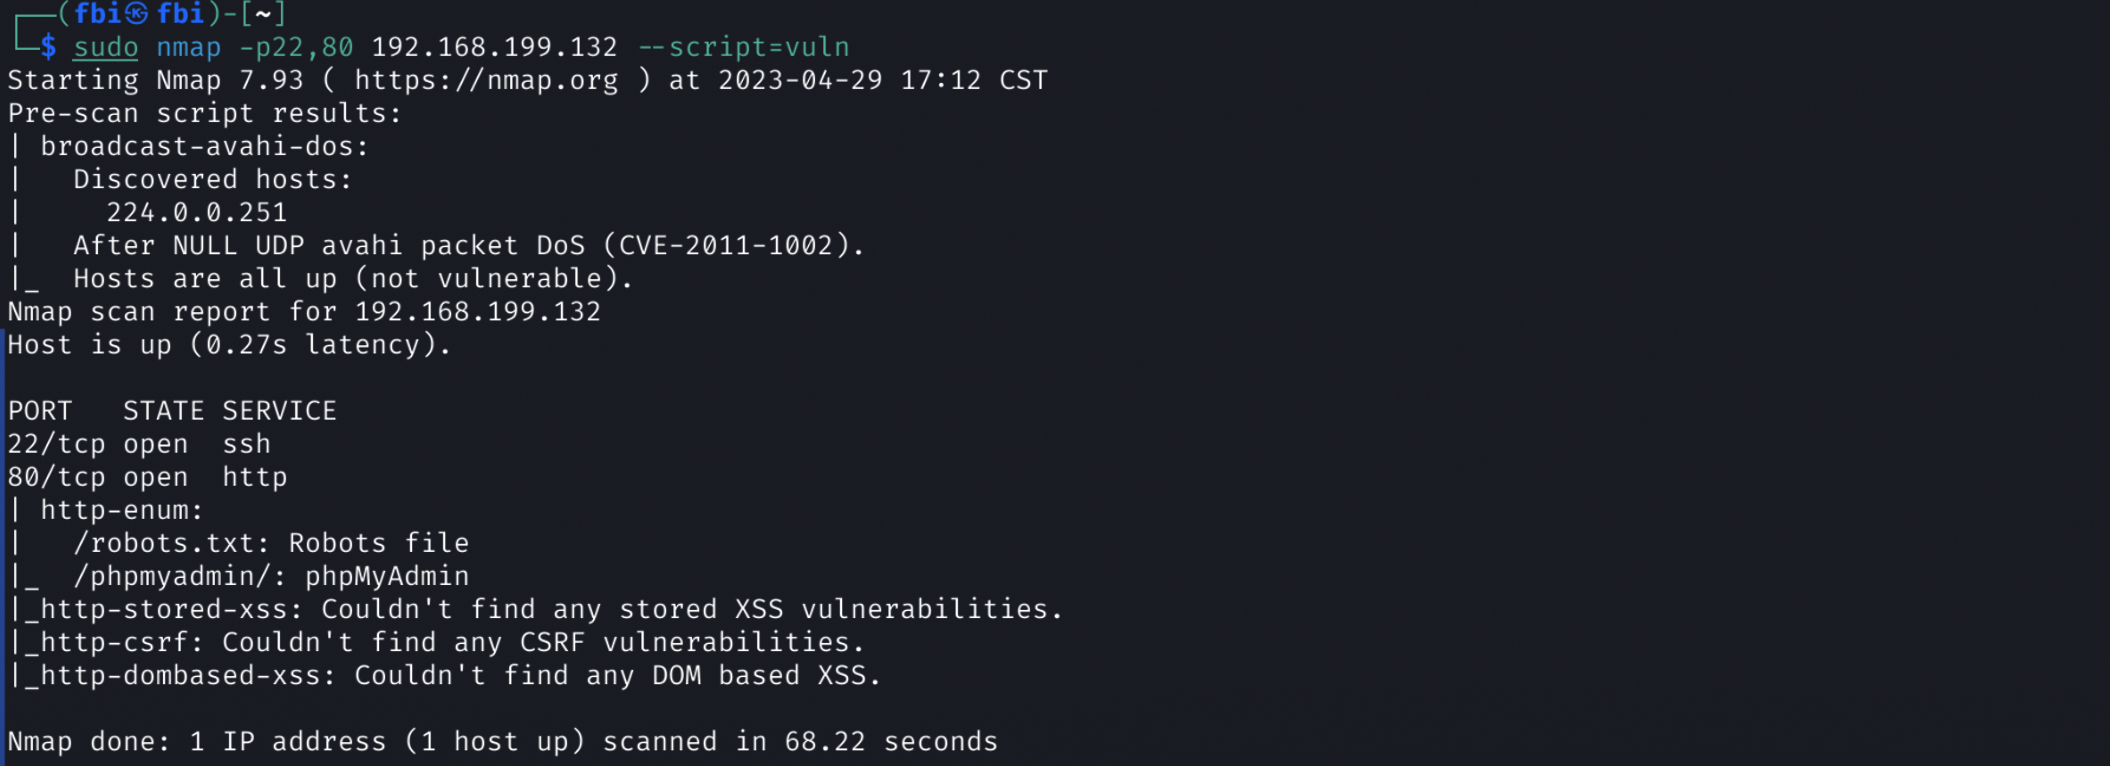 ┌──(fbi㉿fbi)-[~]
└─$ sudo nmap -p22,80 192.168.199.132 --script=vuln
Starting Nmap 7.93 ( https://nmap.org ) at 2023-04-29 17:12 CST
Pre-scan script results:
| broadcast-avahi-dos:
|   Discovered hosts:
|     224.0.0.251
|   After NULL UDP avahi packet DoS (CVE-2011-1002).
|_  Hosts are all up (not vulnerable).
Nmap scan report for 192.168.199.132
Host is up (0.27s latency).

PORT   STATE SERVICE
22/tcp open  ssh
80/tcp open  http
| http-enum:
|   /robots.txt: Robots file
|_  /phpmyadmin/: phpMyAdmin
|_http-stored-xss: Couldn't find any stored XSS vulnerabilities.
|_http-csrf: Couldn't find any CSRF vulnerabilities.
|_http-dombased-xss: Couldn't find any DOM based XSS.

Nmap done: 1 IP address (1 host up) scanned in 68.22 seconds